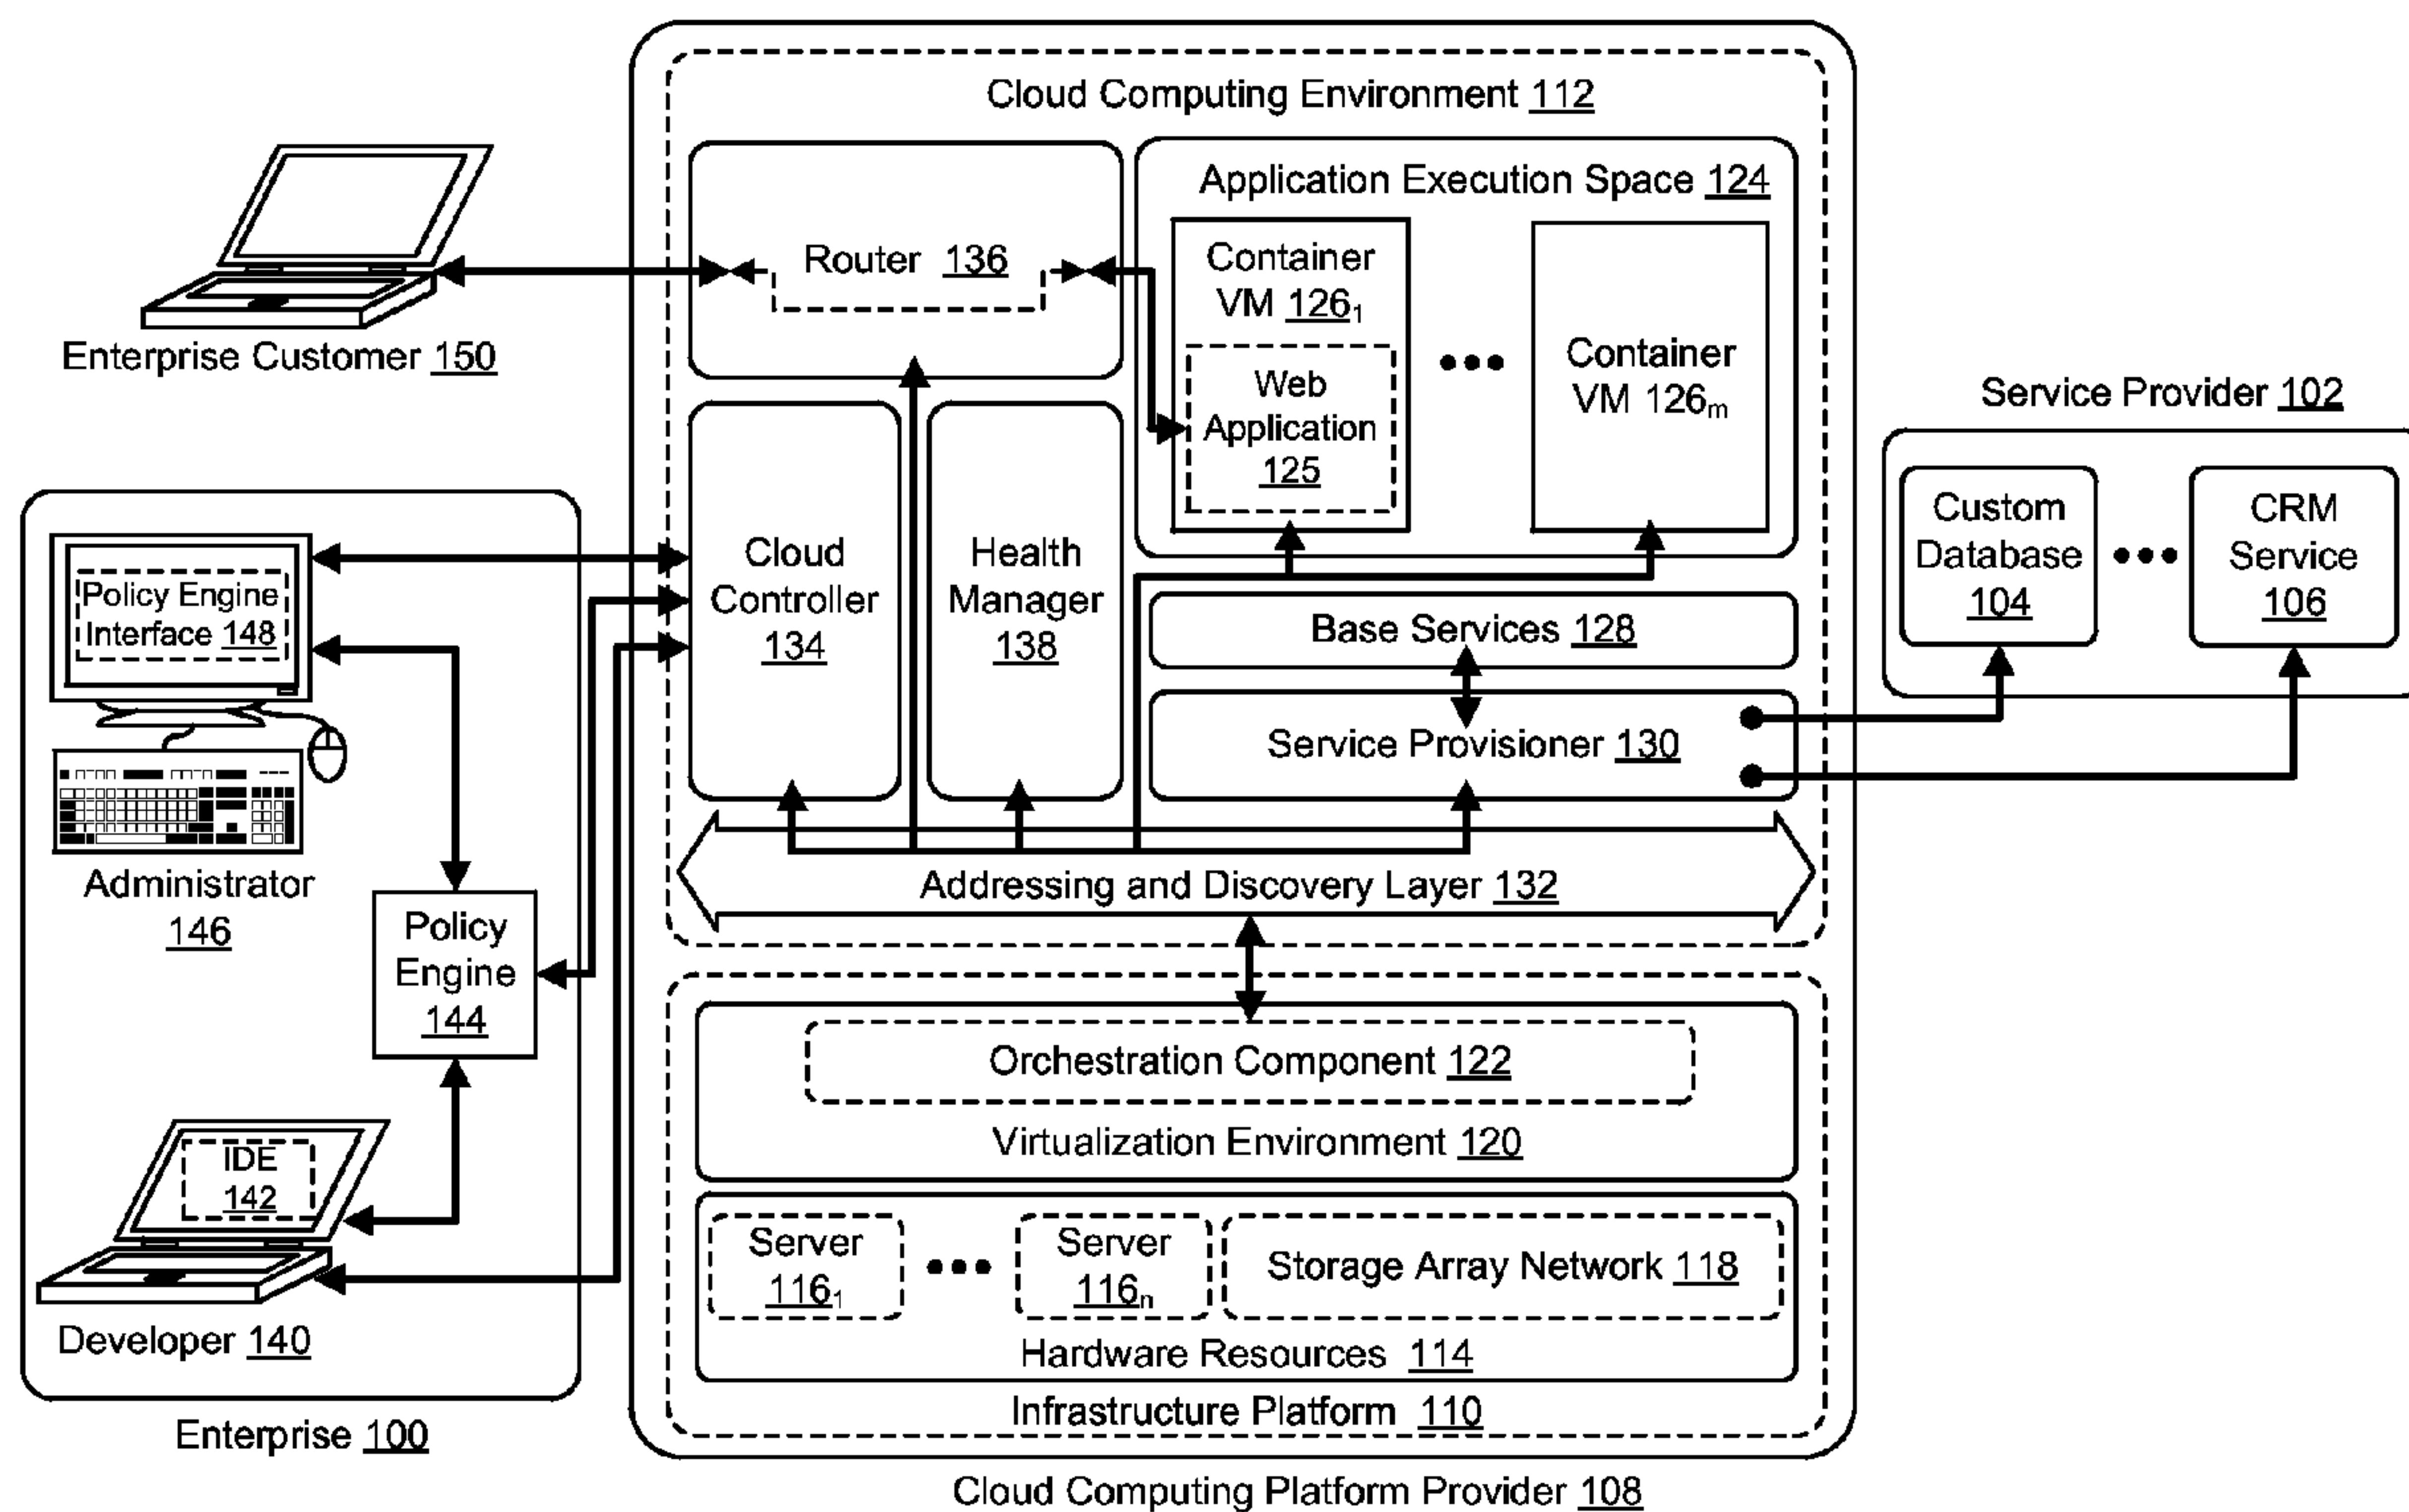 Cloud Computing Environment 112
Enterprise Customer 150
Router 136
Application Execution Space 124
Container
VM 126₁
Web
Application
125
Container
VM 126ₘ
Service Provider 102
Custom
Database
104
CRM
Service
106
Policy Engine
Interface 148
Administrator
146
Policy
Engine
144
IDE
142
Developer 140
Enterprise 100
Cloud
Controller
134
Health
Manager
138
Base Services 128
Service Provisioner 130
Addressing and Discovery Layer 132
Orchestration Component 122
Virtualization Environment 120
Server
116₁
Server
116ₙ
Storage Array Network 118
Hardware Resources 114
Infrastructure Platform 110
Cloud Computing Platform Provider 108